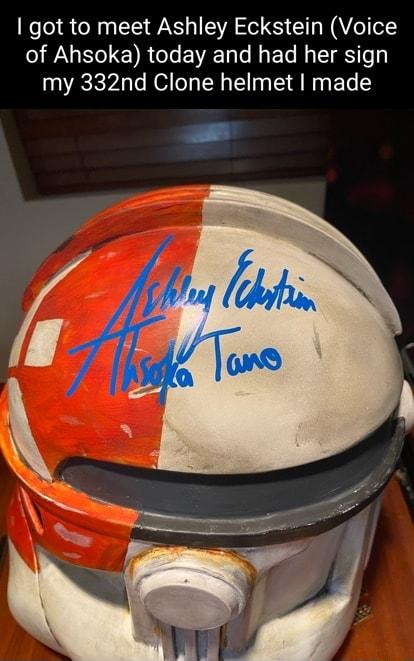 I got to meet Ashley Eckstein (Voice
of Ahsoka) today and had her sign
my 332nd Clone helmet I made
Ashley Eckstein
Ahsoka Tano